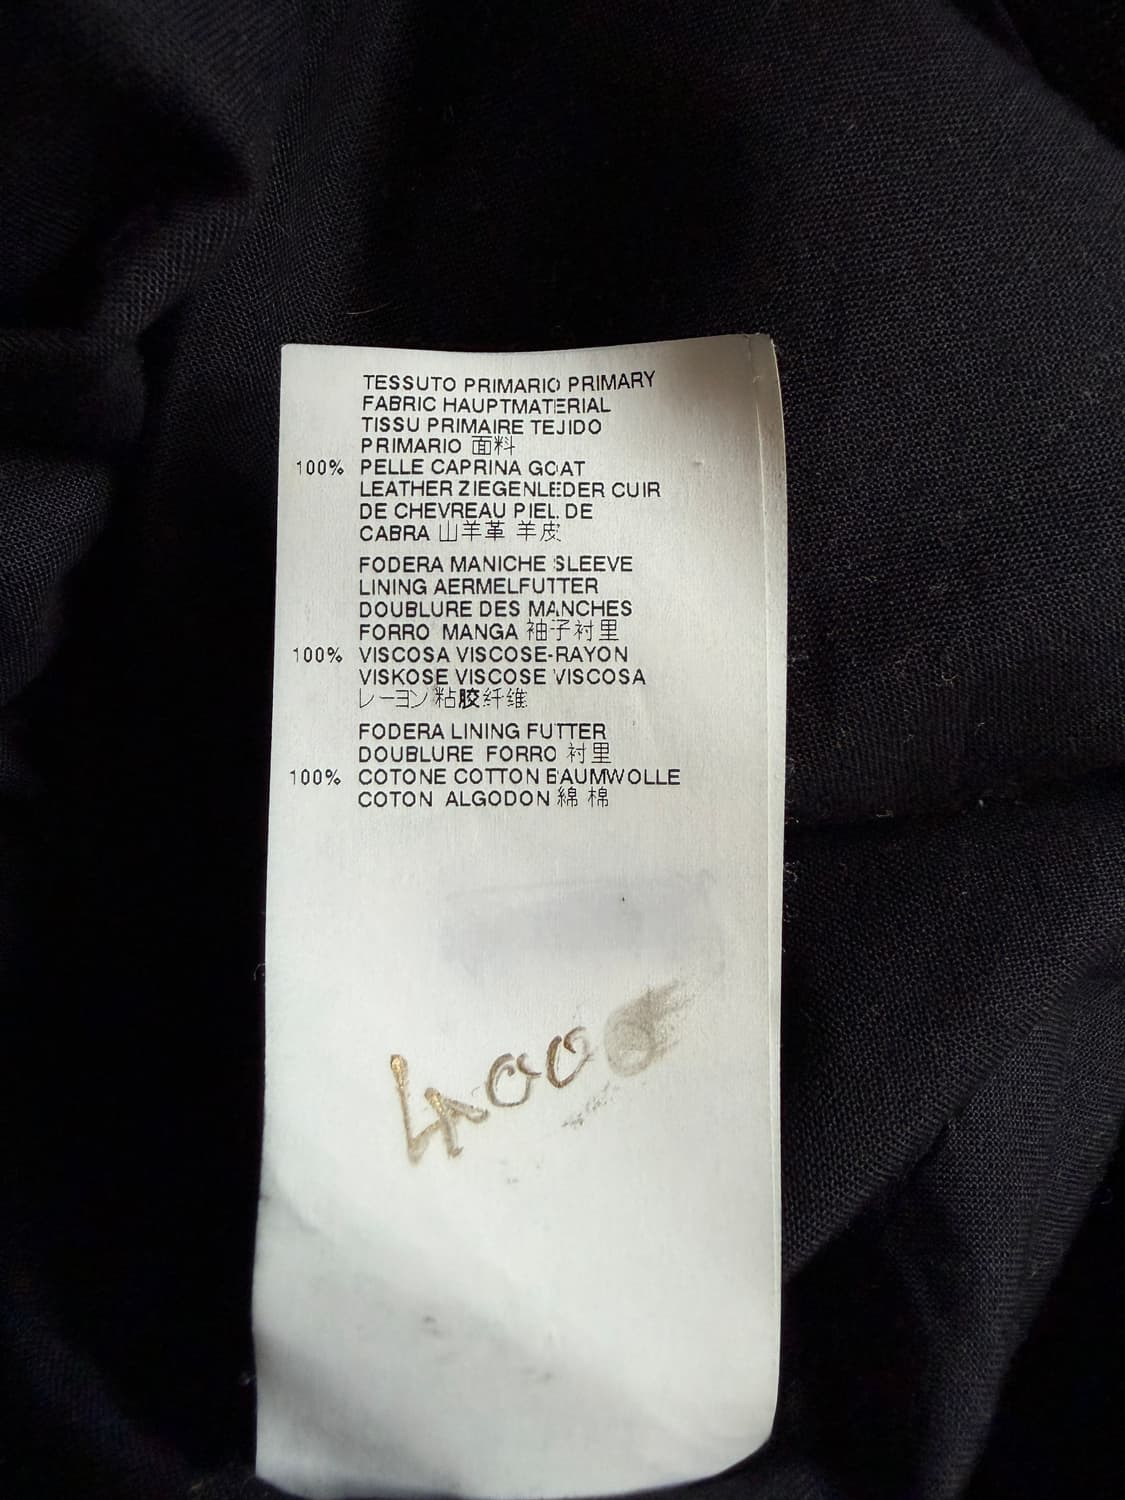 TESSUTO PRIMARIO PRIMARY
FABRIC HAUPTMATERIAL
TISSU PRIMAIRE TEJIDO
PRIMARIO 面料
100% PELLE CAPRINA GOAT
LEATHER ZIEGENLEDER CUIR
DE CHEVREAU PIEL DE
CABRA 山羊革 羊皮
FODERA MANICHE SLEEVE
LINING AERMELFUTTER
DOUBLURE DES MANCHES
FORRO MANGA 袖子衬里
100% VISCOSA VISCOSE-RAYON
VISKOSE VISCOSE VISCOSA
レーヨン 粘胶纤维
FODERA LINING FUTTER
DOUBLURE FORRO 衬里
100% COTONE COTTON BAUMWOLLE
COTON ALGODON 綿 棉